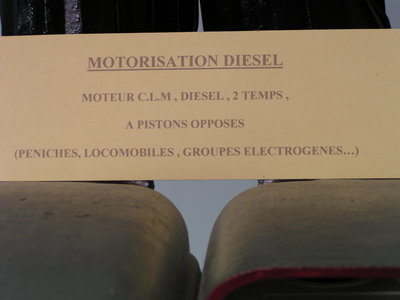 MOTORISATION DIESEL
MOTEUR C.L.M , DIESEL , 2 TEMPS ,
A PISTONS OPPOSES
(PENICHES, LOCOMOBILES , GROUPES ELECTROGENES...)